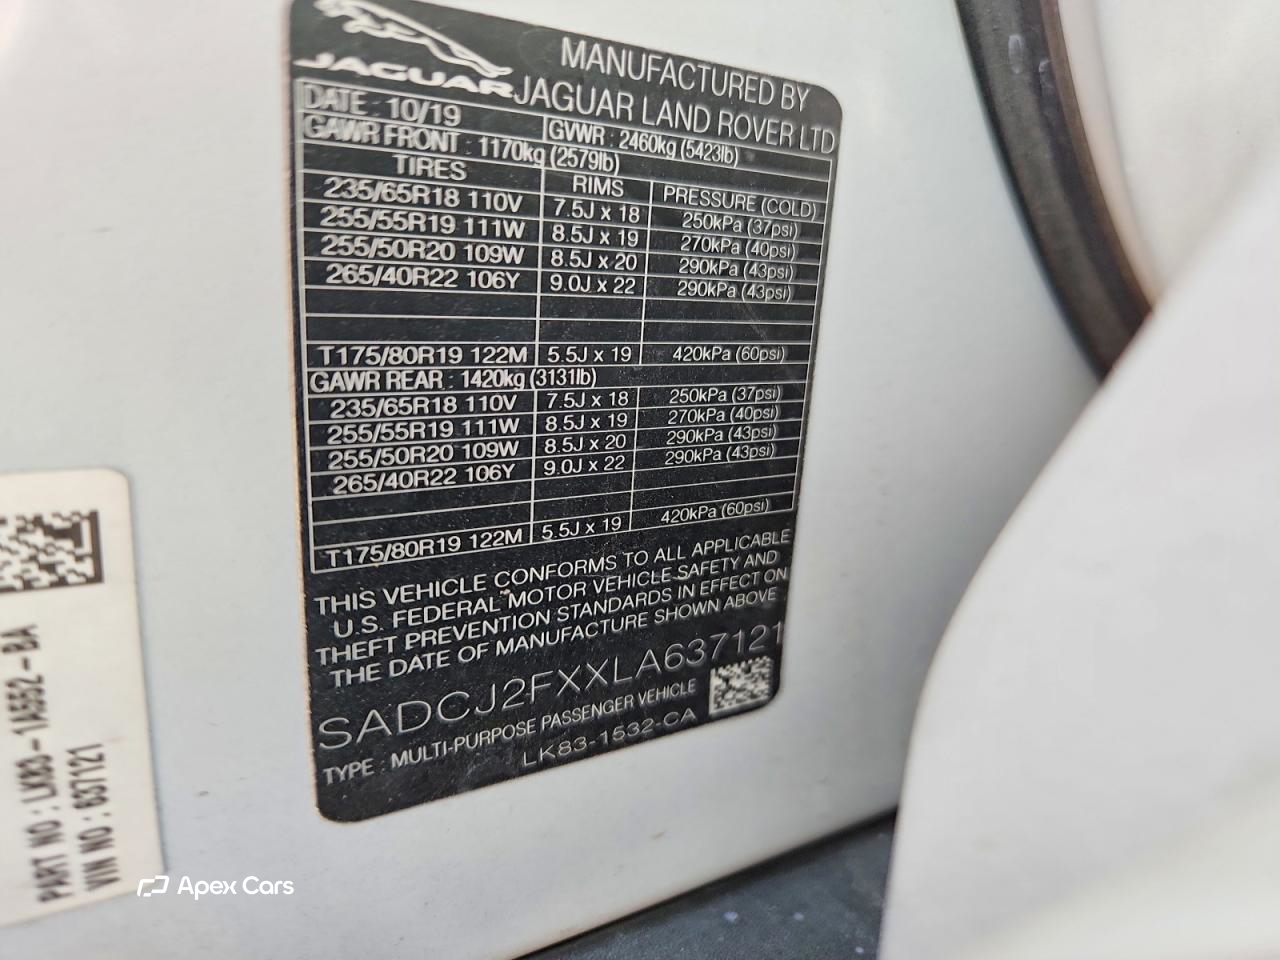 JAGUAR
MANUFACTURED BY
JAGUAR LAND ROVER LTD
DATE : 10/19
GVWR : 2460kg (5423lb)
GAWR FRONT : 1170kg (2579lb)
TIRES RIMS PRESSURE (COLD)
235/65R18 110V 7.5J x 18 250kPa (37psi)
255/55R19 111W 8.5J x 19 270kPa (40psi)
255/50R20 109W 8.5J x 20 290kPa (43psi)
265/40R22 106Y 9.0J x 22 290kPa (43psi)
T175/80R19 122M 5.5J x 19 420kPa (60psi)
GAWR REAR : 1420kg (3131lb)
235/65R18 110V 7.5J x 18 250kPa (37psi)
255/55R19 111W 8.5J x 19 270kPa (40psi)
255/50R20 109W 8.5J x 20 290kPa (43psi)
265/40R22 106Y 9.0J x 22 290kPa (43psi)
T175/80R19 122M 5.5J x 19 420kPa (60psi)
THIS VEHICLE CONFORMS TO ALL APPLICABLE
U.S. FEDERAL MOTOR VEHICLE SAFETY AND
THEFT PREVENTION STANDARDS IN EFFECT ON
THE DATE OF MANUFACTURE SHOWN ABOVE
SADCJ2FXXLA637121
TYPE : MULTI-PURPOSE PASSENGER VEHICLE
LK83-1532-CA
PART NO : LK83-1A552-BA
VIN NO : 637121
Apex Cars